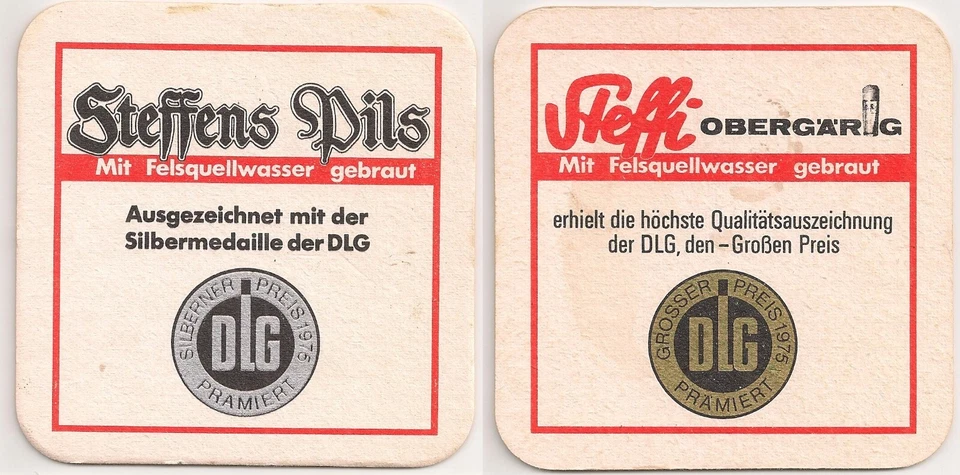 Steffens Pils
Mit Felsquellwasser gebraut
Ausgezeichnet mit der
Silbermedaille der DLG
SILBERNER PREIS 1975
DLG
PRÄMIERT
Steffi OBERGÄRIG
Mit Felsquellwasser gebraut
erhielt die höchste Qualitätsauszeichnung
der DLG, den – Großen Preis
GROSSER PREIS 1975
DLG
PRÄMIERT